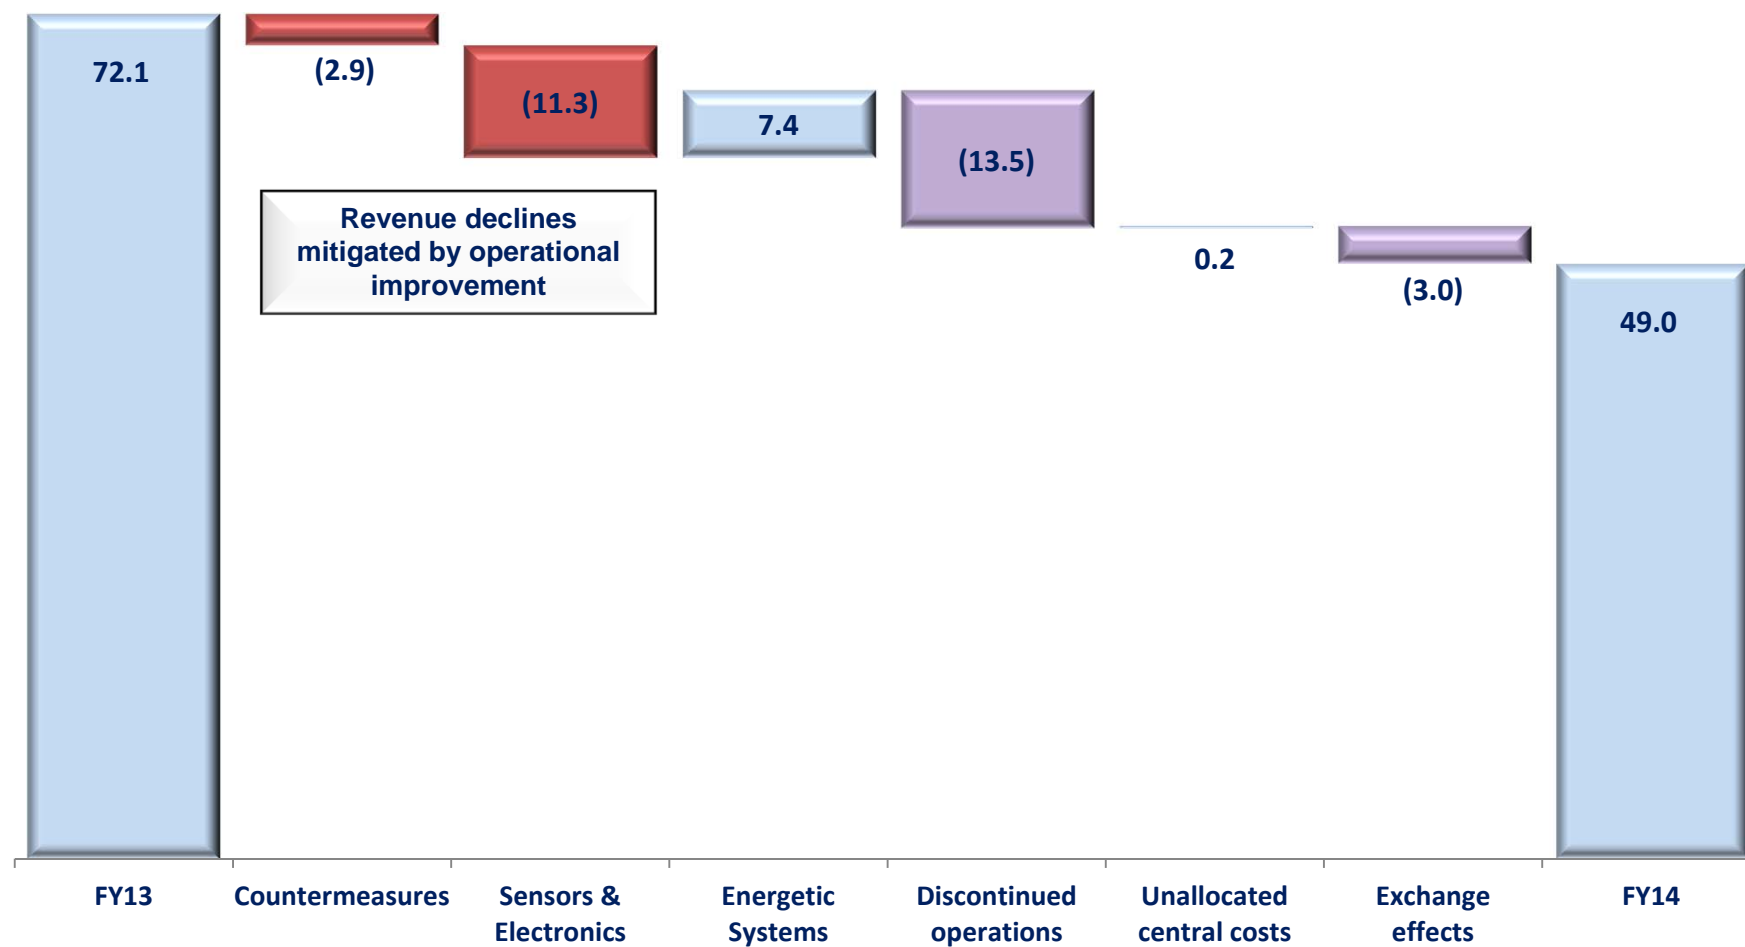 72.1
(2.9)
(11.3)
7.4
(13.5)
0.2
(3.0)
49.0
Revenue declines
mitigated by operational
improvement
FY13
Countermeasures
Sensors &
Electronics
Energetic
Systems
Discontinued
operations
Unallocated
central costs
Exchange
effects
FY14